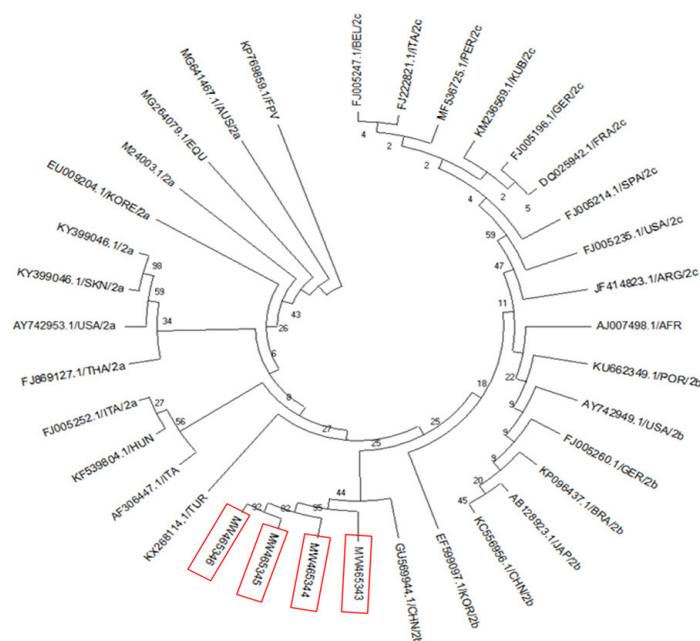 FJ005247.1/BEL/2c
FJ222821.1/ITA/2c
MF536725.1/PER/2c
KM236569.1/KUB/2c
FJ005196.1/GER/2c
DQ025942.1/FRA/2c
FJ005214.1/SPA/2c
FJ005235.1/USA/2c
JF414823.1/ARG/2c
AJ007498.1/AFR
KU662349.1/POR/2b
AY742949.1/USA/2b
FJ005260.1/GER/2b
KP096437.1/BRA/2b
AB128923.1/JAP/2b
KC556956.1/CHN/2b
EF599097.1/KOR/2b
GU569944.1/CHN/2b
MW465343
MW465344
MW465345
MW465346
KX268114.1/TUR
AF306447.1/ITA
KF539804.1/HUN
FJ005252.1/ITA/2a
FJ869127.1/THA/2a
AY742953.1/USA/2a
KY399046.1/SKN/2a
KY399046.1/2a
EU009204.1/KORE/2a
M24003.1/2a
MG264079.1/EQU
MG641467.1/AUS/2a
KP769859.1/FPV
4
2
2
2
5
4
59
47
11
22
9
9
9
20
45
18
25
25
44
95
82
92
27
8
56
27
6
34
59
98
26
43